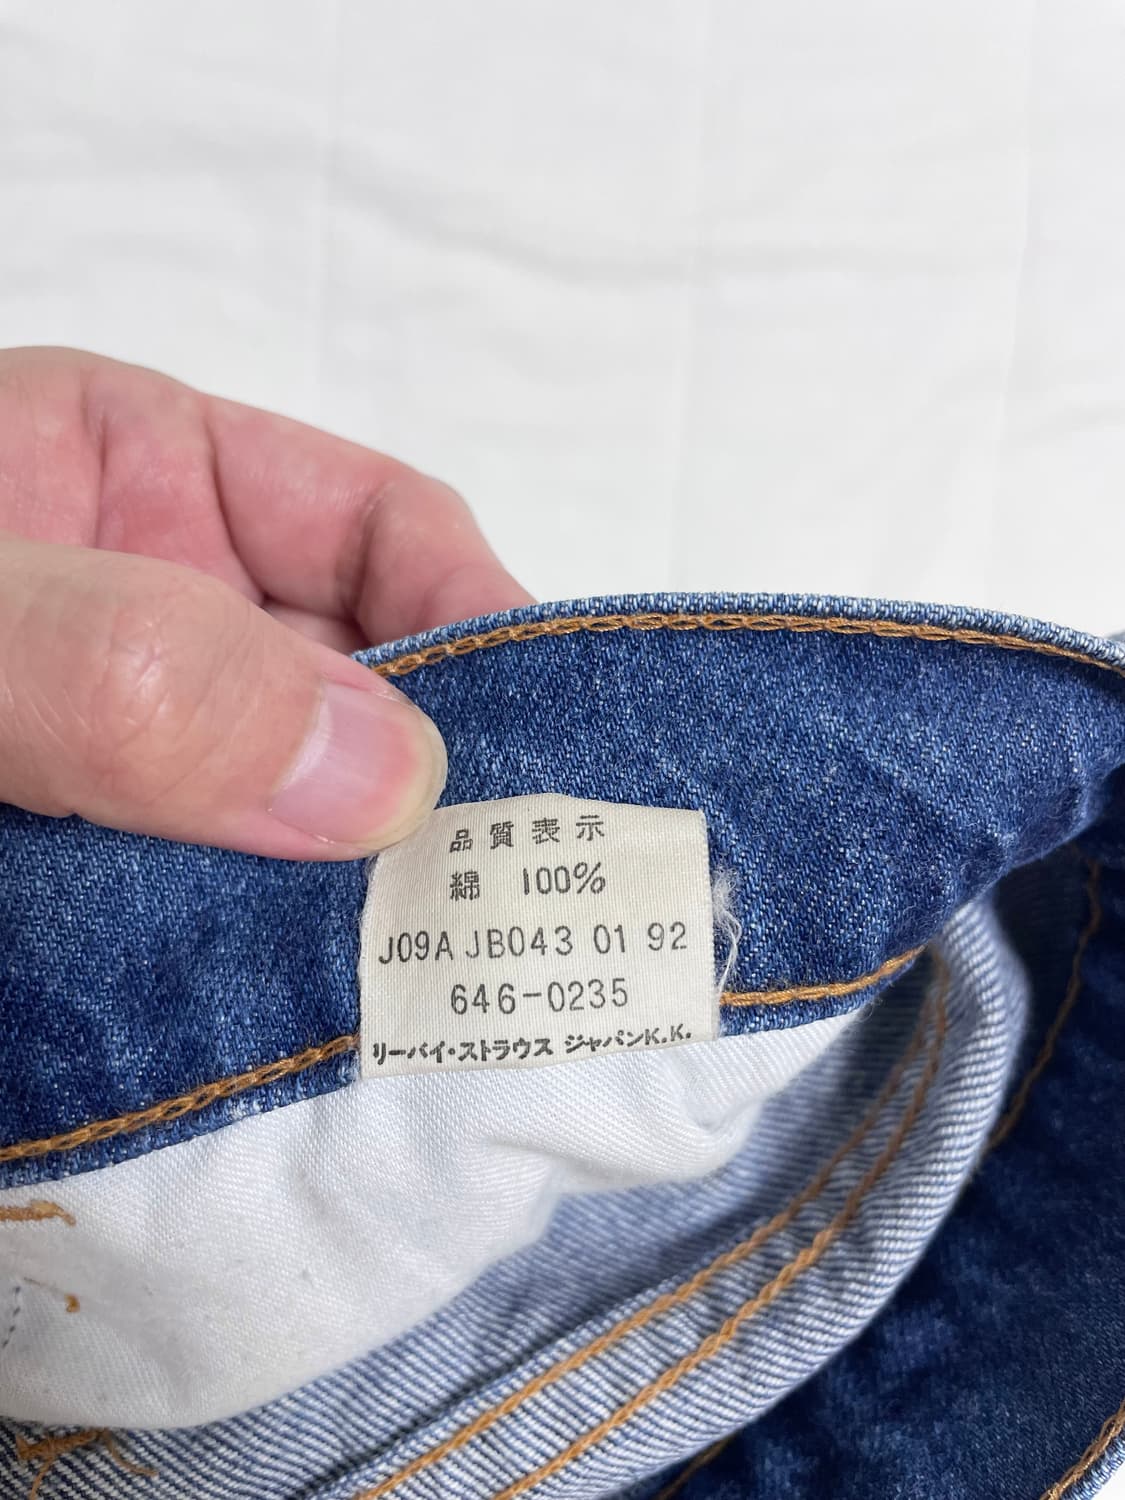 品質表示
綿 100%
J09A JB043 01 92
646-0235
リーバイ・ストラウス ジャパンK.K.